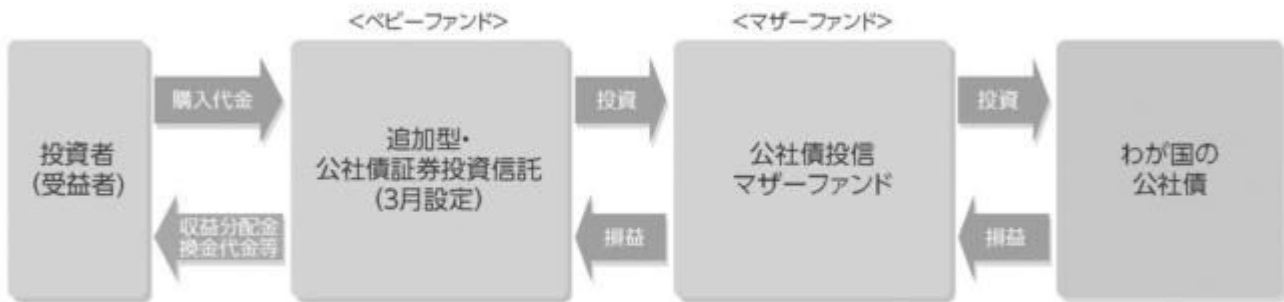 <ベビーファンド>
<マザーファンド>
投資者
(受益者)
購入代金
収益分配金
換金代金等
追加型・
公社債証券投資信託
(3月設定)
投資
損益
公社債投信
マザーファンド
投資
損益
わが国の
公社債